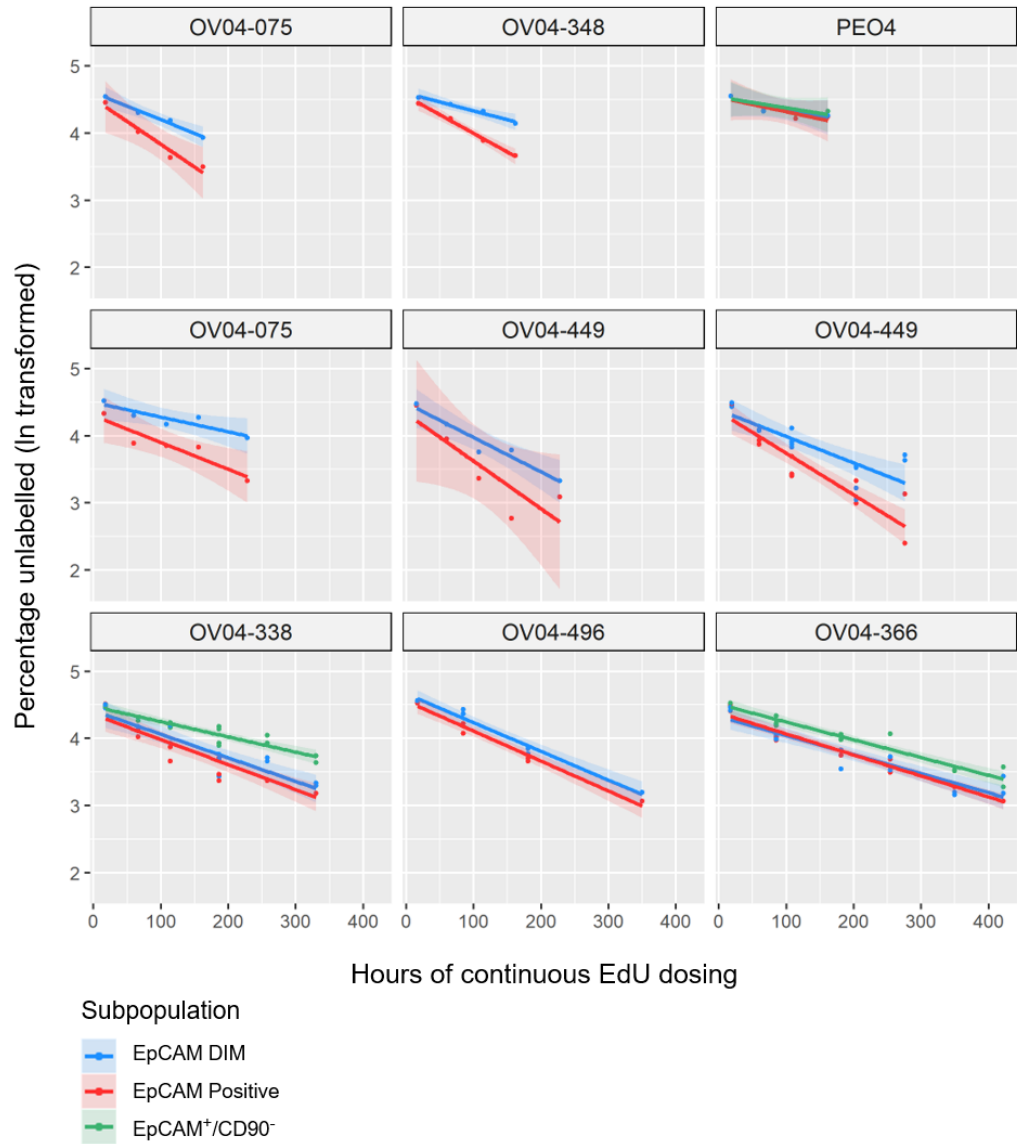 OV04-075 OV04-348 PEO4
5
4
3
2
OV04-075 OV04-449 OV04-449
5
4
3
2
OV04-338 OV04-496 OV04-366
5
4
3
2
0 100 200 300 400 0 100 200 300 400 0 100 200 300 400
Percentage unlabelled (ln transformed)
Hours of continuous EdU dosing
Subpopulation
EpCAM DIM
EpCAM Positive
EpCAM⁺/CD90⁻